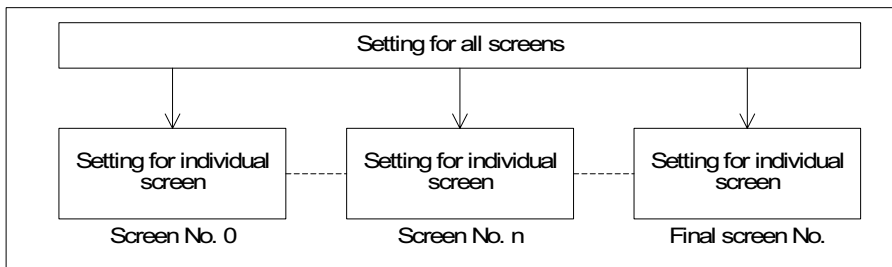 Setting for all screens
Setting for individual
screen
Setting for individual
screen
Setting for individual
screen
Screen No. 0
Screen No. n
Final screen No.